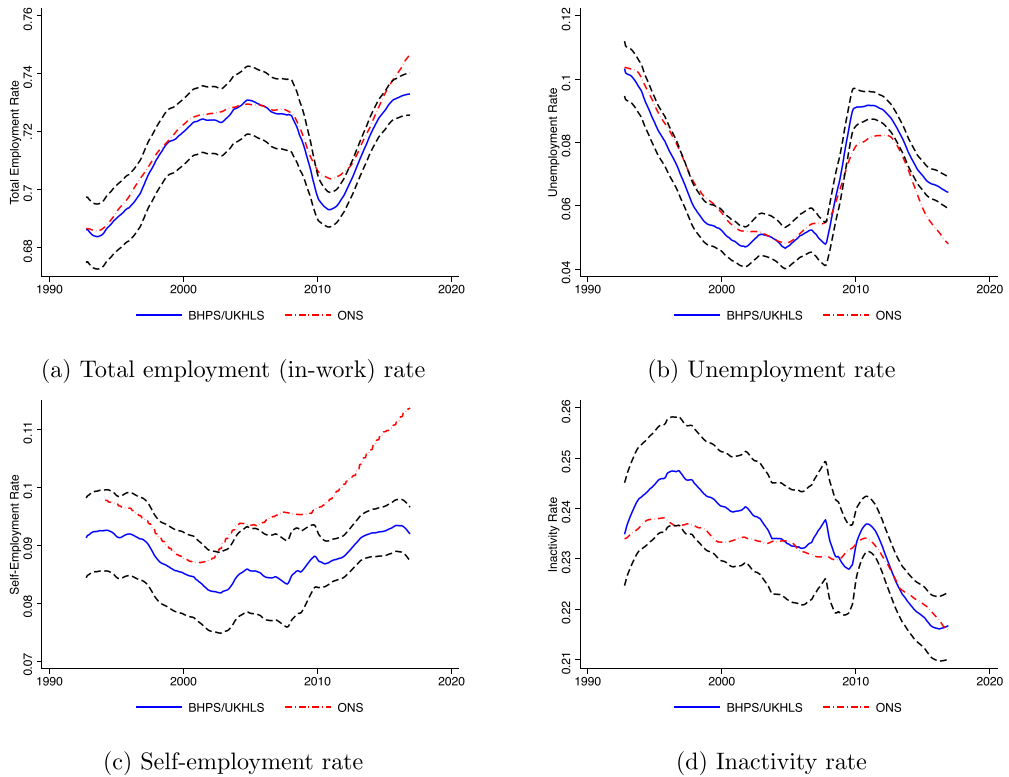 Total Employment Rate
0.76
0.74
0.72
0.7
0.68
1990 2000 2010 2020
BHPS/UKHLS ONS
(a) Total employment (in-work) rate
Unemployment Rate
0.12
0.1
0.08
0.06
0.04
1990 2000 2010 2020
BHPS/UKHLS ONS
(b) Unemployment rate
Self-Employment Rate
0.11
0.1
0.09
0.08
0.07
1990 2000 2010 2020
BHPS/UKHLS ONS
(c) Self-employment rate
Inactivity Rate
0.26
0.25
0.24
0.23
0.22
0.21
1990 2000 2010 2020
BHPS/UKHLS ONS
(d) Inactivity rate